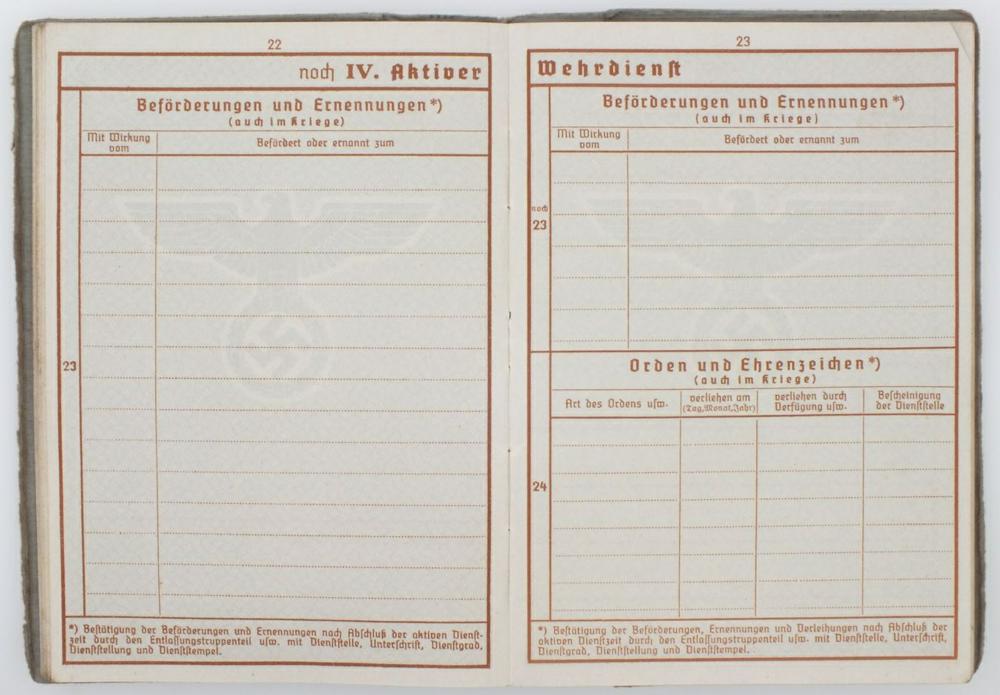 22
noch IV. Aktiver
Beförderungen und Ernennungen*)
(auch im Kriege)
Mit Wirkung vom
Befördert oder ernannt zum
23
*) Bestätigung der Beförderungen und Ernennungen nach Abschluß der aktiven Dienst-
zeit durch den Entlassungstruppenteil usw. mit Dienststelle, Unterschrift, Dienstgrad,
Dienststellung und Dienststempel.
23
Wehrdienst
Beförderungen und Ernennungen*)
(auch im Kriege)
Mit Wirkung vom
Befördert oder ernannt zum
noch
23
Orden und Ehrenzeichen*)
(auch im Kriege)
Art des Ordens usw.
verliehen am
(Tag, Monat, Jahr)
verliehen durch
Verfügung usw.
Bescheinigung
der Dienststelle
24
*) Bestätigung der Beförderungen, Ernennungen und Verleihungen nach Abschluß der
aktiven Dienstzeit durch den Entlassungstruppenteil usw. mit Dienststelle, Unterschrift,
Dienstgrad, Dienststellung und Dienststempel.